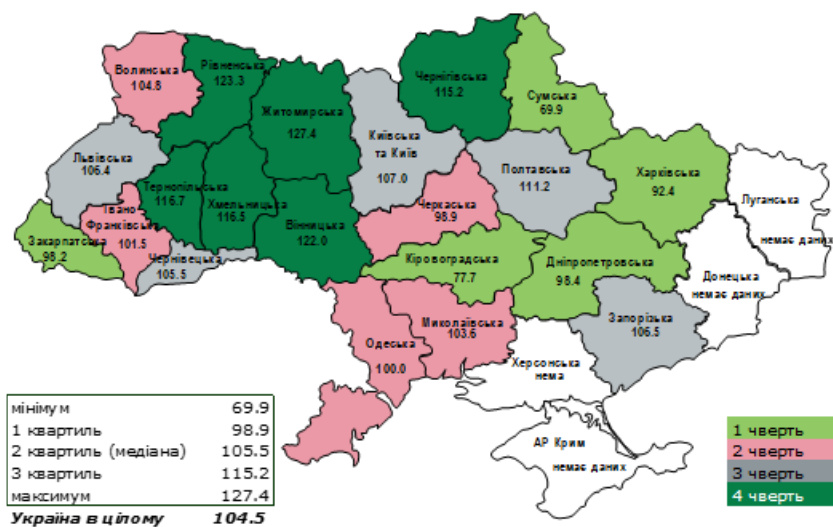 Волинська
104.8
Рівненська
123.3
Житомирська
127.4
Чернігівська
115.2
Сумська
69.9
Київська
та Київ
107.0
Львівська
106.4
Тернопільська
116.7
Хмельницька
116.5
Вінницька
122.0
Івано
Франківська
101.5
Закарпатська
98.2
Чернівецька
105.5
Черкаська
98.9
Полтавська
111.2
Харківська
92.4
Луганська
немає даних
Кіровоградська
77.7
Дніпропетровська
98.4
Донецька
немає даних
Запорізька
106.5
Миколаївська
103.6
Одеська
100.0
Херсонська
нема
АР Крим
немає даних
мінімум 69.9
1 квартиль 98.9
2 квартиль (медіана) 105.5
3 квартиль 115.2
максимум 127.4
Україна в цілому 104.5
1 чверть
2 чверть
3 чверть
4 чверть